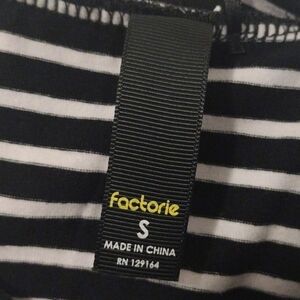 factorie
S
MADE IN CHINA
RN 129164